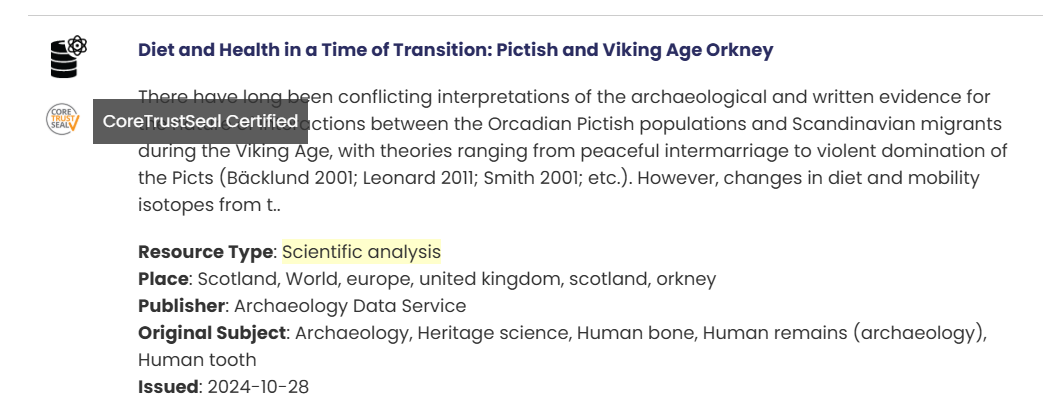 Diet and Health in a Time of Transition: Pictish and Viking Age Orkney
There have long been conflicting interpretations of the archaeological and written evidence for
CORE
TRUST
SEAL
CoreTrustSeal Certified
the nature of interactions between the Orcadian Pictish populations and Scandinavian migrants
during the Viking Age, with theories ranging from peaceful intermarriage to violent domination of
the Picts (Bäcklund 2001; Leonard 2011; Smith 2001; etc.). However, changes in diet and mobility
isotopes from t..
Resource Type: Scientific analysis
Place: Scotland, World, europe, united kingdom, scotland, orkney
Publisher: Archaeology Data Service
Original Subject: Archaeology, Heritage science, Human bone, Human remains (archaeology),
Human tooth
Issued: 2024-10-28